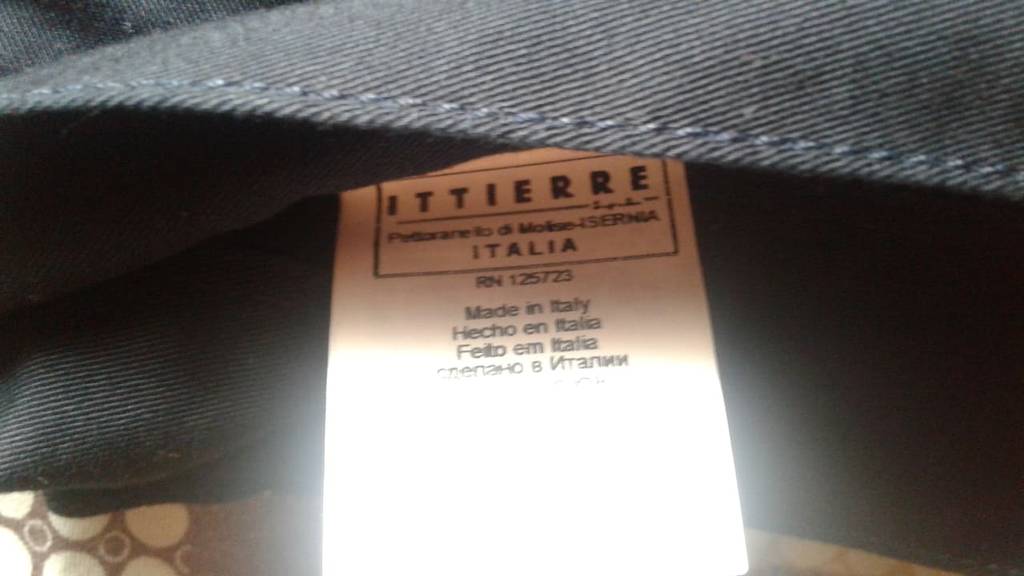 ITTIERRE
S.p.A.
Pettoranello di Molise-ISERNIA
ITALIA
RN 125723
Made in Italy
Hecho en Italia
Feito em Italia
сделано в Италии